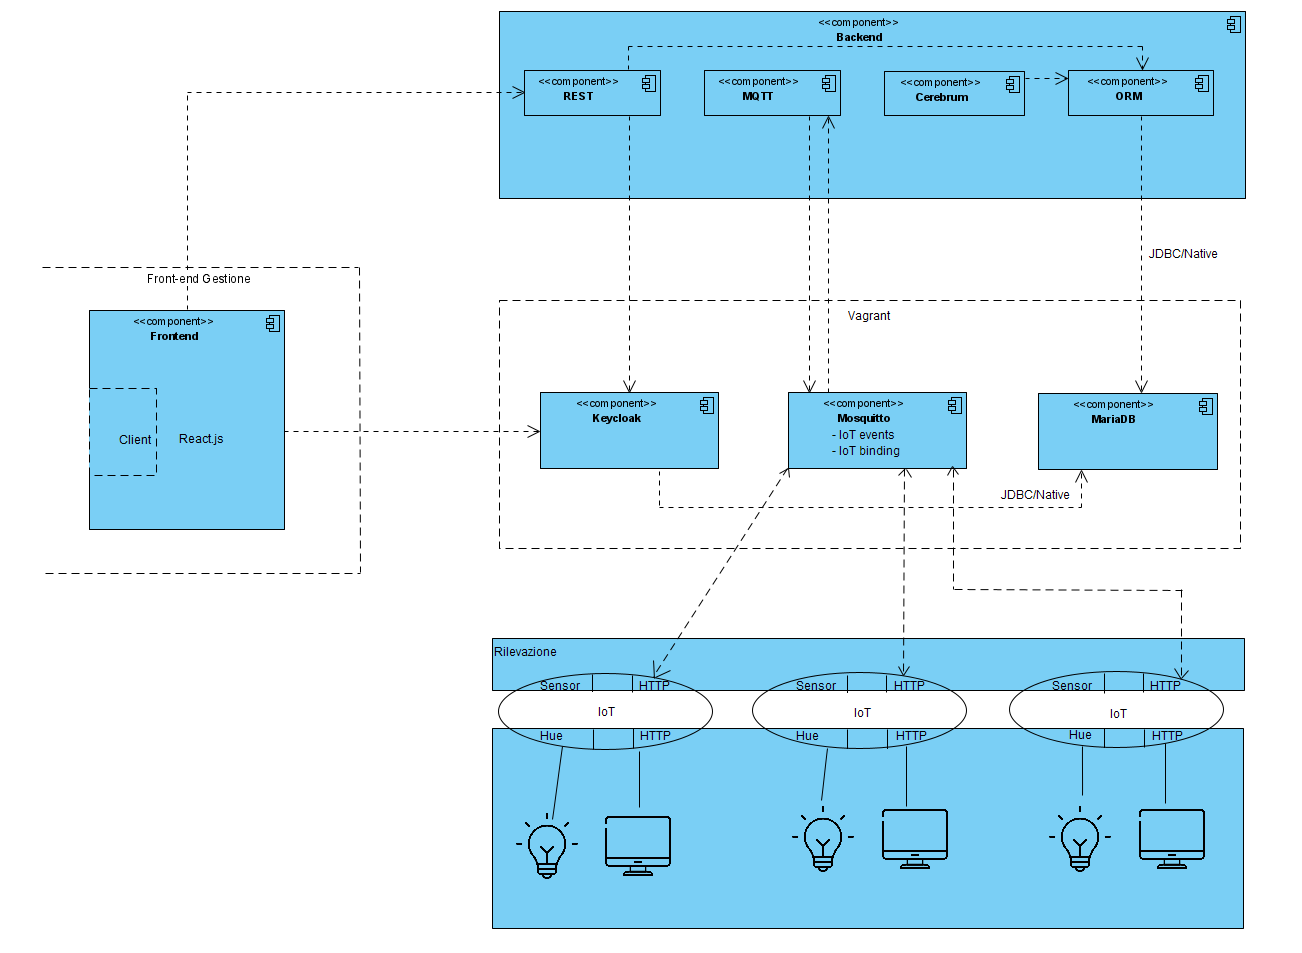 <<component>>
Backend
<<component>>
REST
<<component>>
MQTT
<<component>>
Cerebrum
<<component>>
ORM
JDBC/Native
Front-end Gestione
<<component>>
Frontend
Client
React.js
Vagrant
<<component>>
Keycloak
<<component>>
Mosquitto
- IoT events
- IoT binding
<<component>>
MariaDB
JDBC/Native
Rilevazione
Sensor
HTTP
IoT
Hue
HTTP
Sensor
HTTP
IoT
Hue
HTTP
Sensor
HTTP
IoT
Hue
HTTP